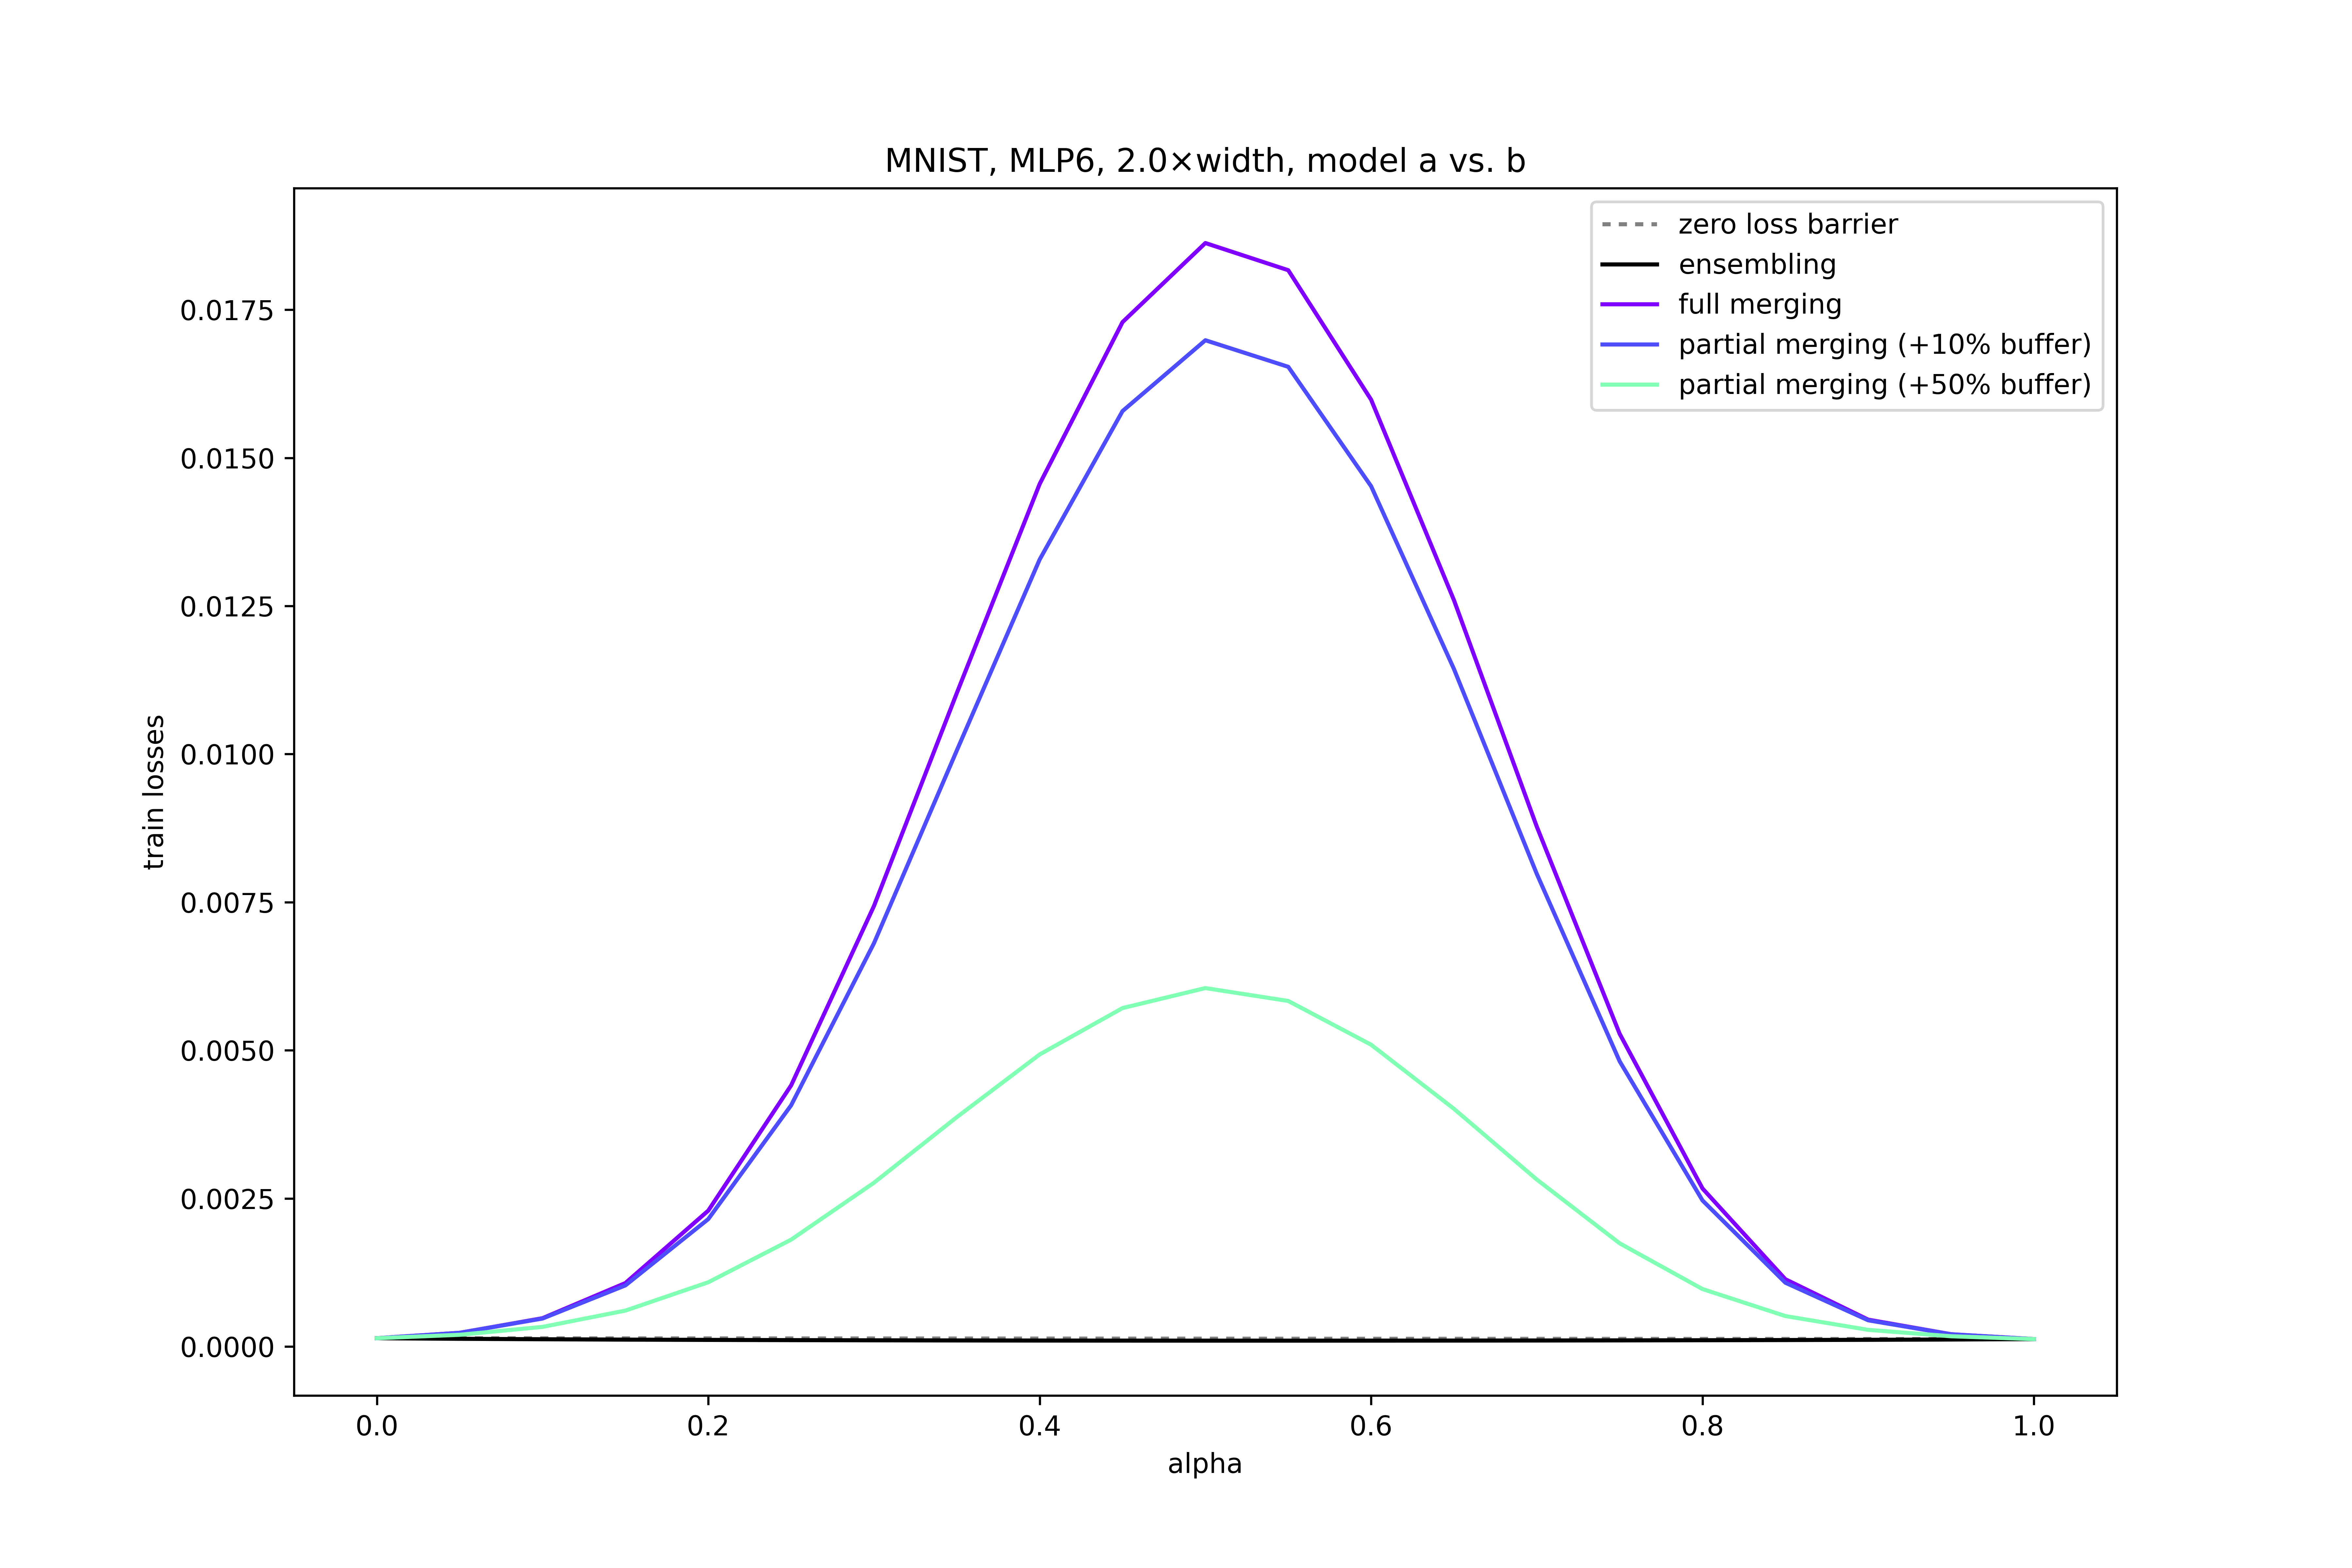 MNIST, MLP6, 2.0×width, model a vs. b
zero loss barrier
ensembling
full merging
partial merging (+10% buffer)
partial merging (+50% buffer)
train losses
0.0175
0.0150
0.0125
0.0100
0.0075
0.0050
0.0025
0.0000
0.0 0.2 0.4 0.6 0.8 1.0
alpha